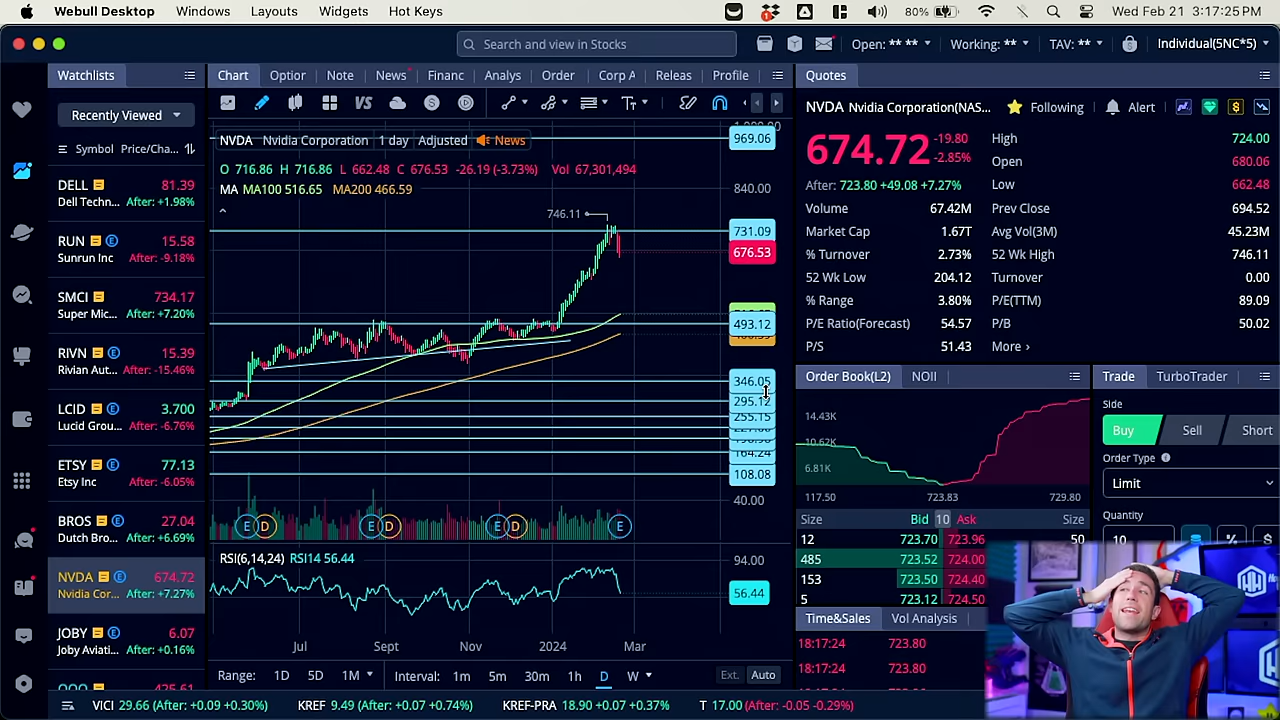 Webull Desktop Windows Layouts Widgets Hot Keys 80% Wed Feb 21 3:17:25 PM
Search and view in Stocks Open: ** ** Working: ** ** TAV: ** ** Individual(5NC*5)
Watchlists
Recently Viewed
Symbol Price/Cha...
DELL 81.39
Dell Techn... After: +1.98%
RUN 15.58
Sunrun Inc After: -9.18%
SMCI 734.17
Super Mic... After: +7.20%
RIVN 15.39
Rivian Aut... After: -15.46%
LCID 3.700
Lucid Grou... After: -6.76%
ETSY 77.13
Etsy Inc After: -6.05%
BROS 27.04
Dutch Bro... After: +6.69%
NVDA 674.72
Nvidia Cor... After: +7.27%
JOBY 6.07
Joby Aviati... After: +0.16%
Chart Optior Note News Financ Analys Order Corp A Releas Profile
VS S T
NVDA Nvidia Corporation 1 day Adjusted News
O 716.86 H 716.86 L 662.48 C 676.53 -26.19 (-3.73%) Vol 67,301,494
MA MA100 516.65 MA200 466.59
969.06
840.00
746.11
731.09
676.53
493.12
346.05
295.12
255.15
164.24
108.08
40.00
E D E D E D E
RSI(6,14,24) RSI14 56.44
94.00
56.44
Jul Sept Nov 2024 Mar
Range: 1D 5D 1M Interval: 1m 5m 30m 1h D W Ext. Auto
Quotes
NVDA Nvidia Corporation(NAS... Following Alert
674.72 -19.80
-2.85%
After: 723.80 +49.08 +7.27%
High 724.00
Open 680.06
Low 662.48
Volume 67.42M Prev Close 694.52
Market Cap 1.67T Avg Vol(3M) 45.23M
% Turnover 2.73% 52 Wk High 746.11
52 Wk Low 204.12 Turnover 0.00
% Range 3.80% P/E(TTM) 89.09
P/E Ratio(Forecast) 54.57 P/B 50.02
P/S 51.43 More ›
Order Book(L2) NOII
14.43K
10.62K
6.81K
117.50 723.83 729.80
Size Bid 10 Ask Size
12 723.70 723.96 50
485 723.52 724.00
153 723.50 724.40
5 723.12 724.50
Time&Sales Vol Analysis
18:17:24 723.80
18:17:24 723.80
Trade TurboTrader
Side
Buy Sell Short
Order Type
Limit
Quantity
10 % $
VICI 29.66 (After: +0.09 +0.30%) KREF 9.49 (After: +0.07 +0.74%) KREF-PRA 18.90 +0.07 +0.37% T 17.00 (After: -0.05 -0.29%)